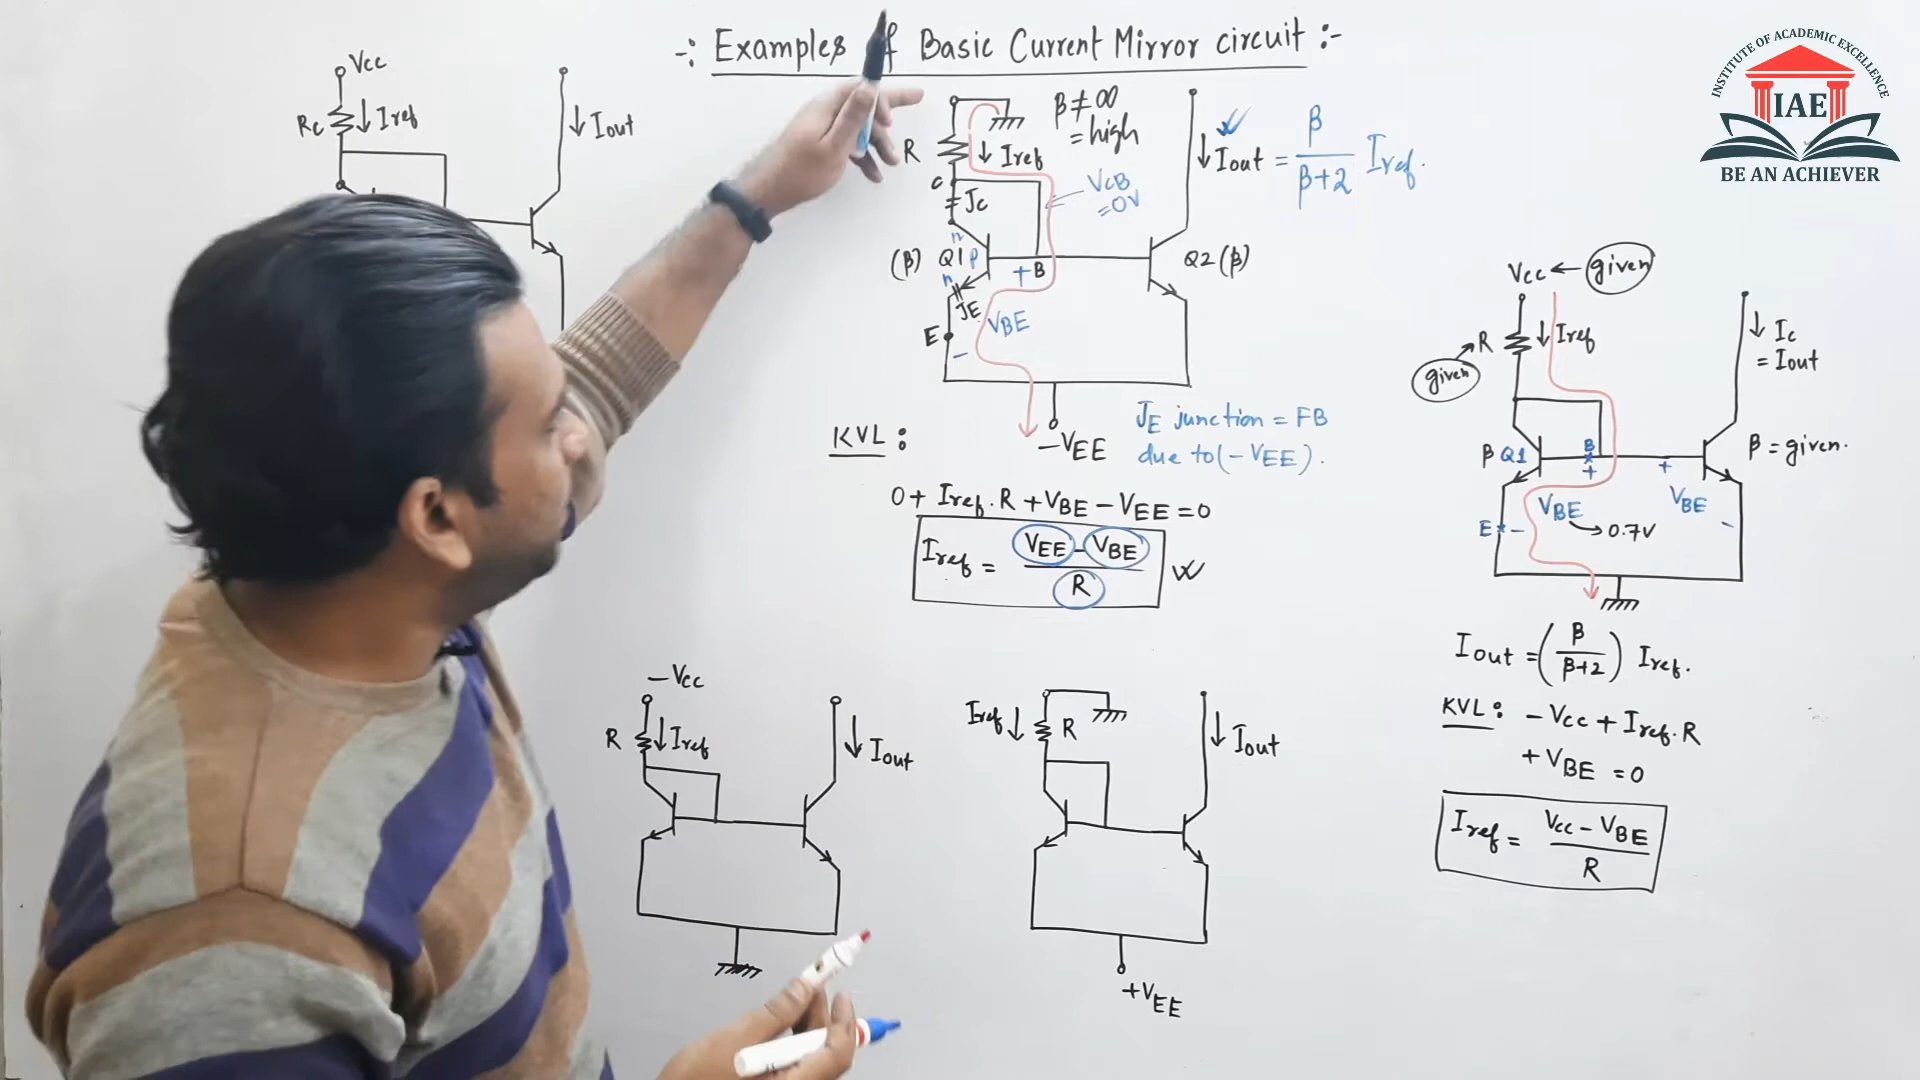 -: Examples of Basic Current Mirror circuit :-
Vcc
Rc ↓ Iref
↓ Iout
R ↓ Iref
β ≠ ∞
= high
↓ Iout = β/(β+2) Iref.
VCB
= 0V
C
JC
n
(β) Q1 p
n
+ B
JE
VBE
E
-
Q2 (β)
-VEE
JE junction = FB
due to (-VEE).
KVL :
0 + Iref. R + VBE - VEE = 0
Iref = (VEE - VBE)/R
Vcc ← given
R ↓ Iref
given
↓ Ic
= Iout
β Q1
B
+
+
β = given.
VBE
→ 0.7V
E -
VBE
-
Iout = (β/(β+2)) Iref.
KVL : - Vcc + Iref. R
+ VBE = 0
Iref = (Vcc - VBE)/R
-Vcc
R ↓ Iref
↓ Iout
Iref ↓ R
↓ Iout
+VEE
INSTITUTE OF ACADEMIC EXCELLENCE
IAE
BE AN ACHIEVER